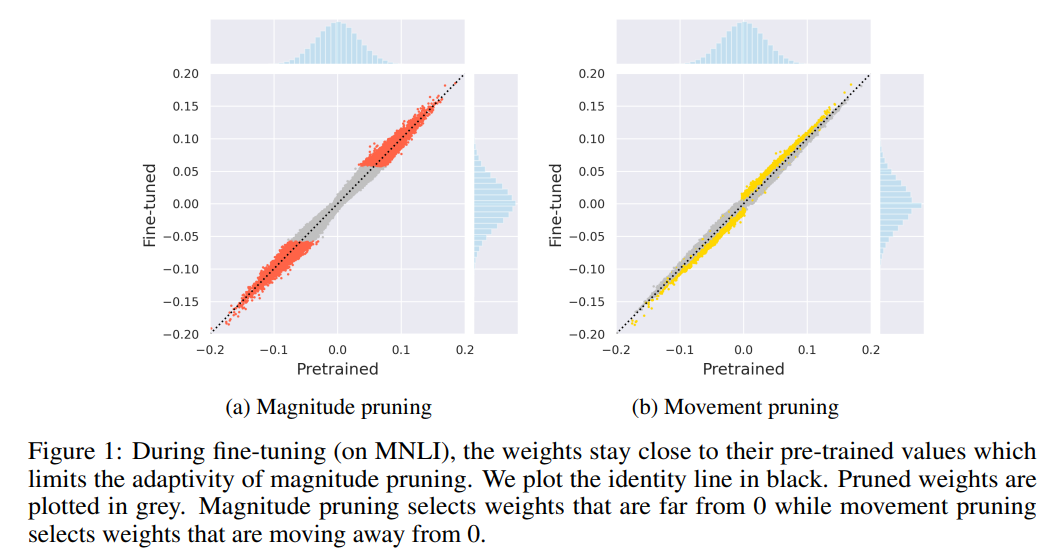 0.20
0.15
0.10
0.05
0.00
−0.05
−0.10
−0.15
−0.20
Fine-tuned
−0.2
−0.1
0.0
0.1
0.2
Pretrained
(a) Magnitude pruning
0.20
0.15
0.10
0.05
0.00
−0.05
−0.10
−0.15
−0.20
Fine-tuned
−0.2
−0.1
0.0
0.1
0.2
Pretrained
(b) Movement pruning
Figure 1: During fine-tuning (on MNLI), the weights stay close to their pre-trained values which
limits the adaptivity of magnitude pruning. We plot the identity line in black. Pruned weights are
plotted in grey. Magnitude pruning selects weights that are far from 0 while movement pruning
selects weights that are moving away from 0.